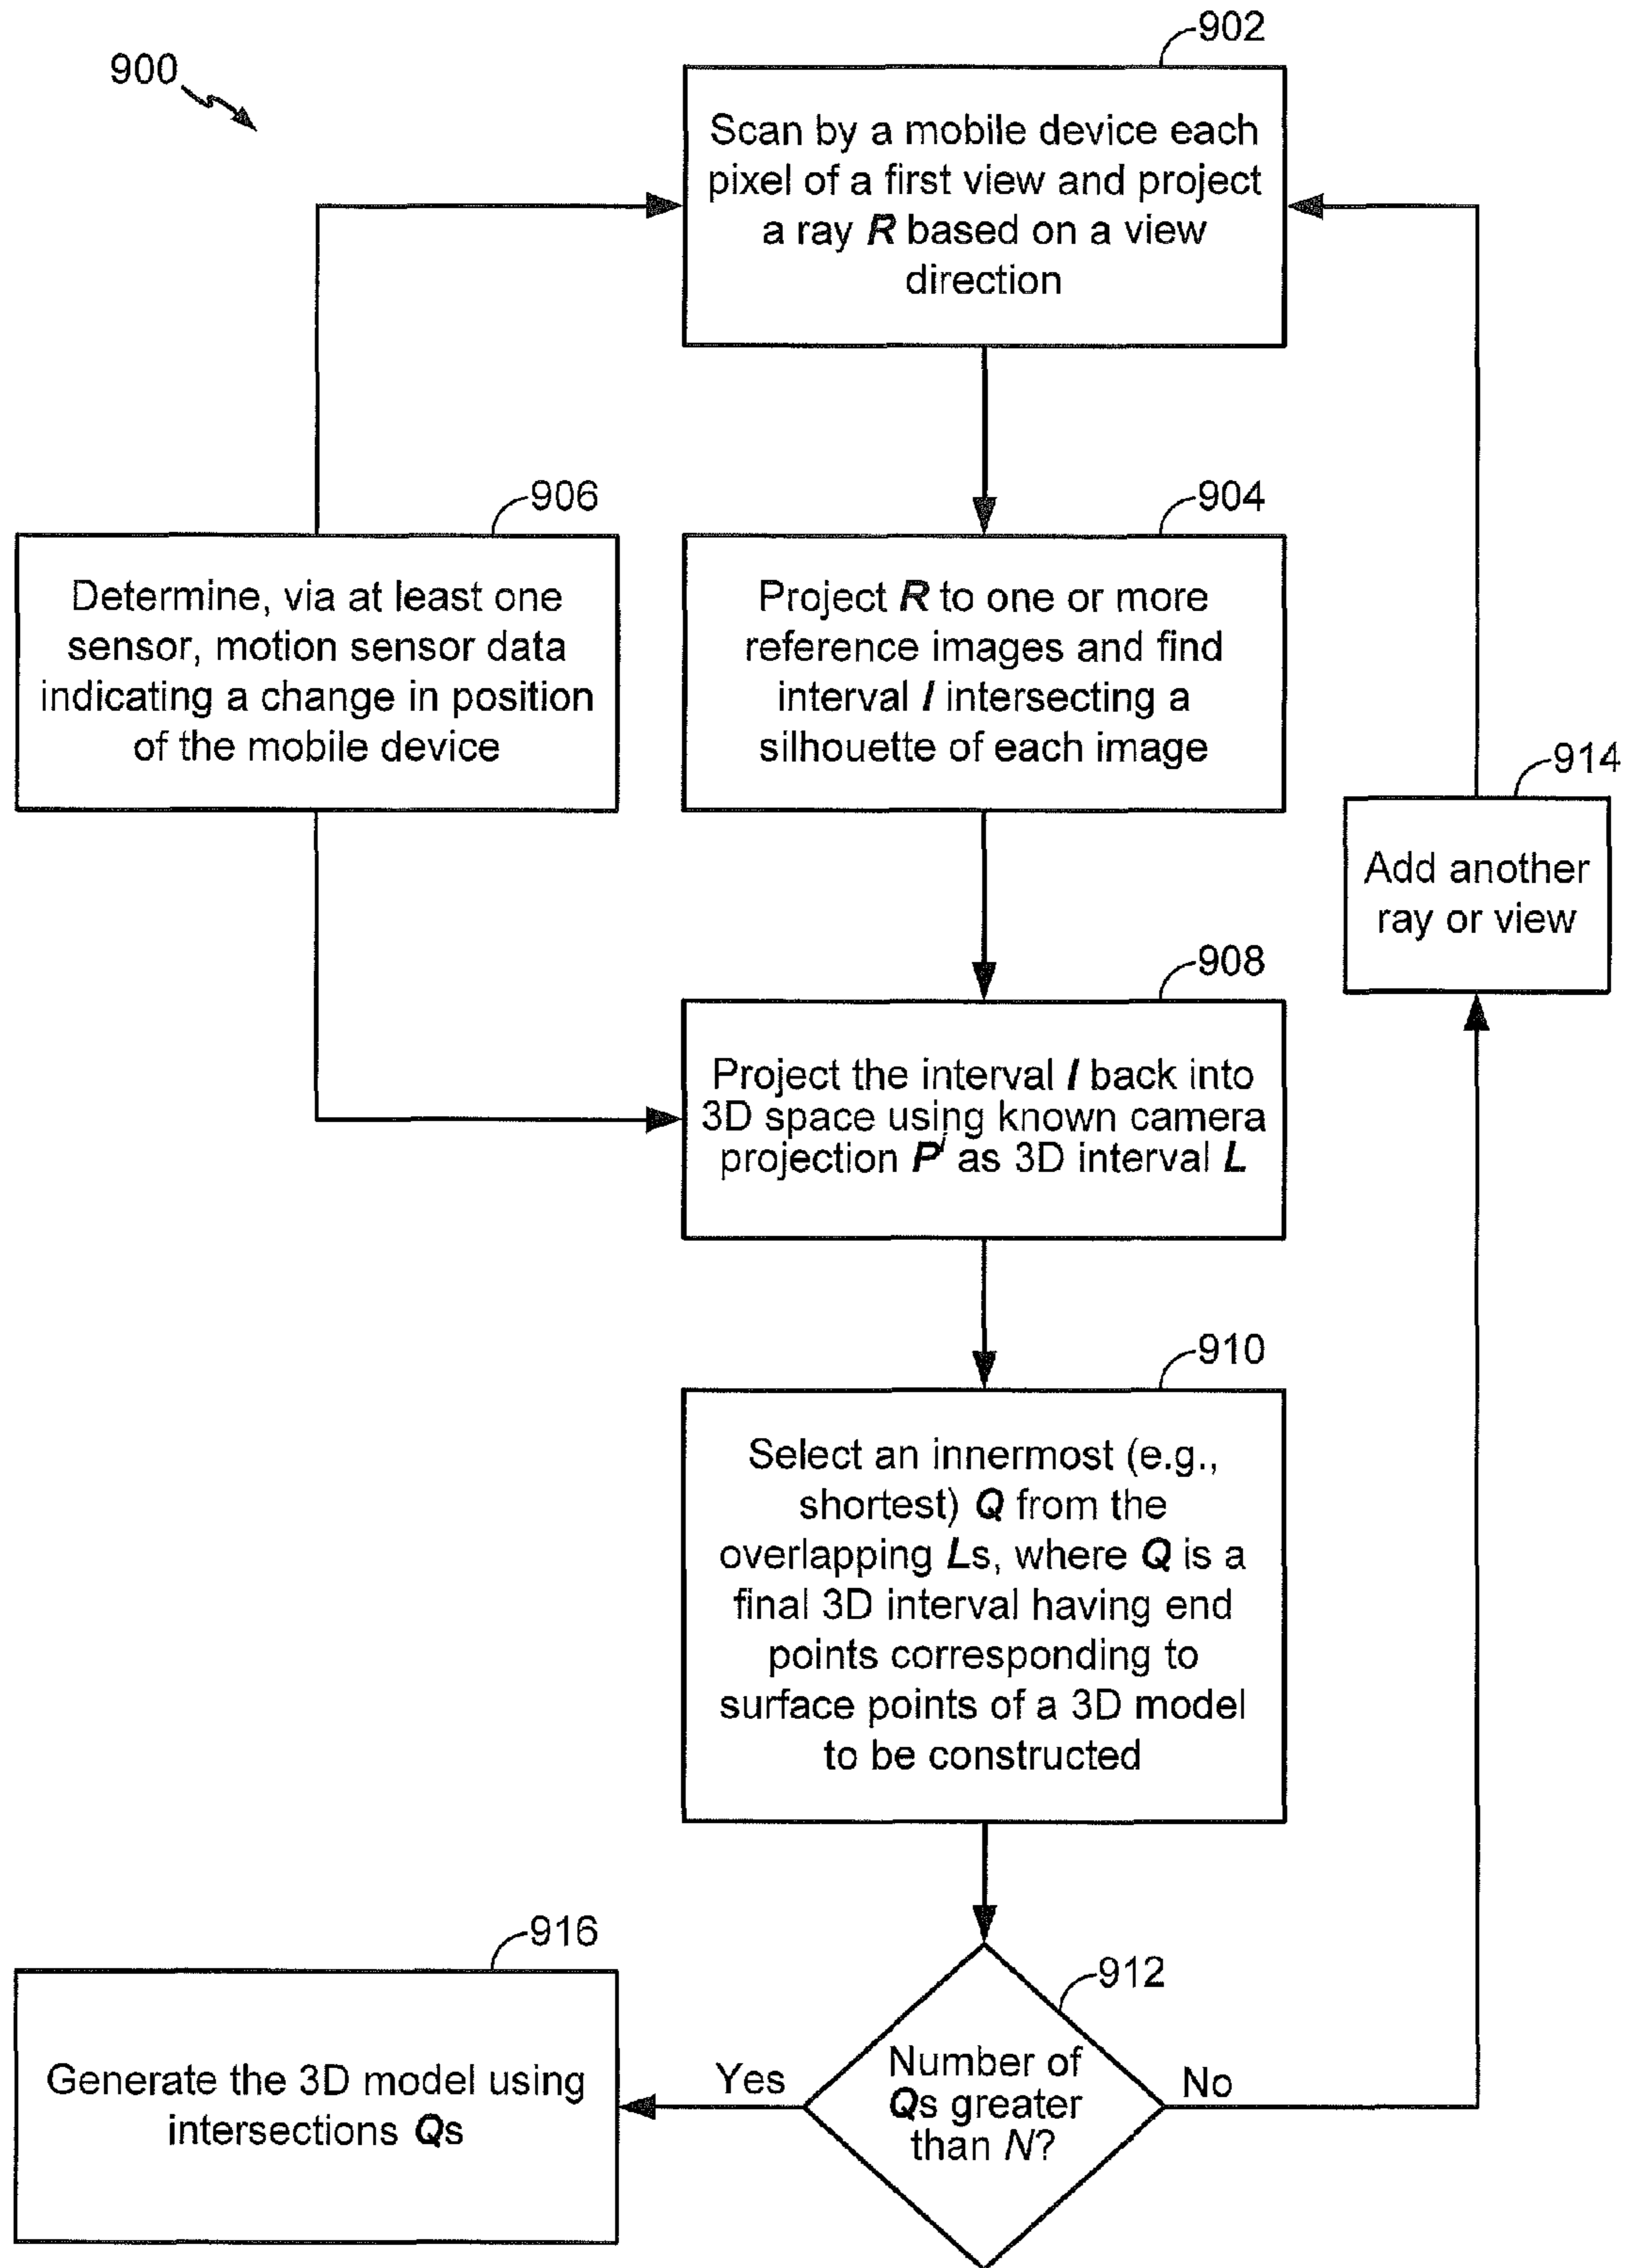 900
902
Scan by a mobile device each
pixel of a first view and project
a ray R based on a view
direction
906
Determine, via at least one
sensor, motion sensor data
indicating a change in position
of the mobile device
904
Project R to one or more
reference images and find
interval I intersecting a
silhouette of each image
914
Add another
ray or view
908
Project the interval I back into
3D space using known camera
projection Pⁱ as 3D interval L
910
Select an innermost (e.g.,
shortest) Q from the
overlapping Ls, where Q is a
final 3D interval having end
points corresponding to
surface points of a 3D model
to be constructed
912
Number of
Qs greater
than N?
Yes
No
916
Generate the 3D model using
intersections Qs